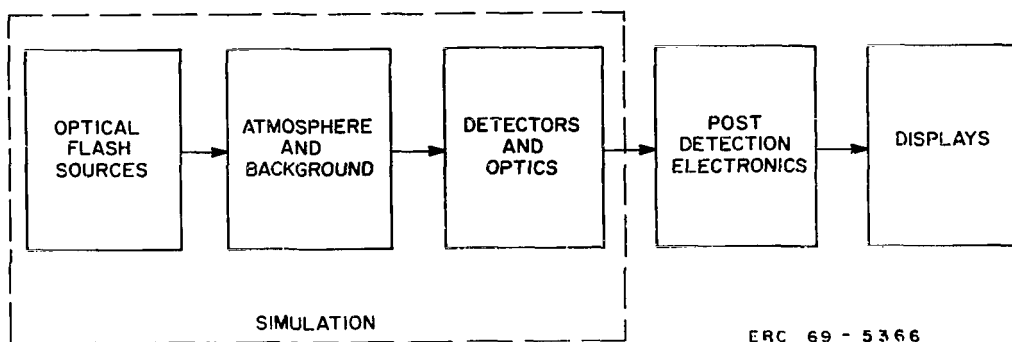 OPTICAL
FLASH
SOURCES
ATMOSPHERE
AND
BACKGROUND
DETECTORS
AND
OPTICS
POST
DETECTION
ELECTRONICS
DISPLAYS
SIMULATION
ERC 69-5366